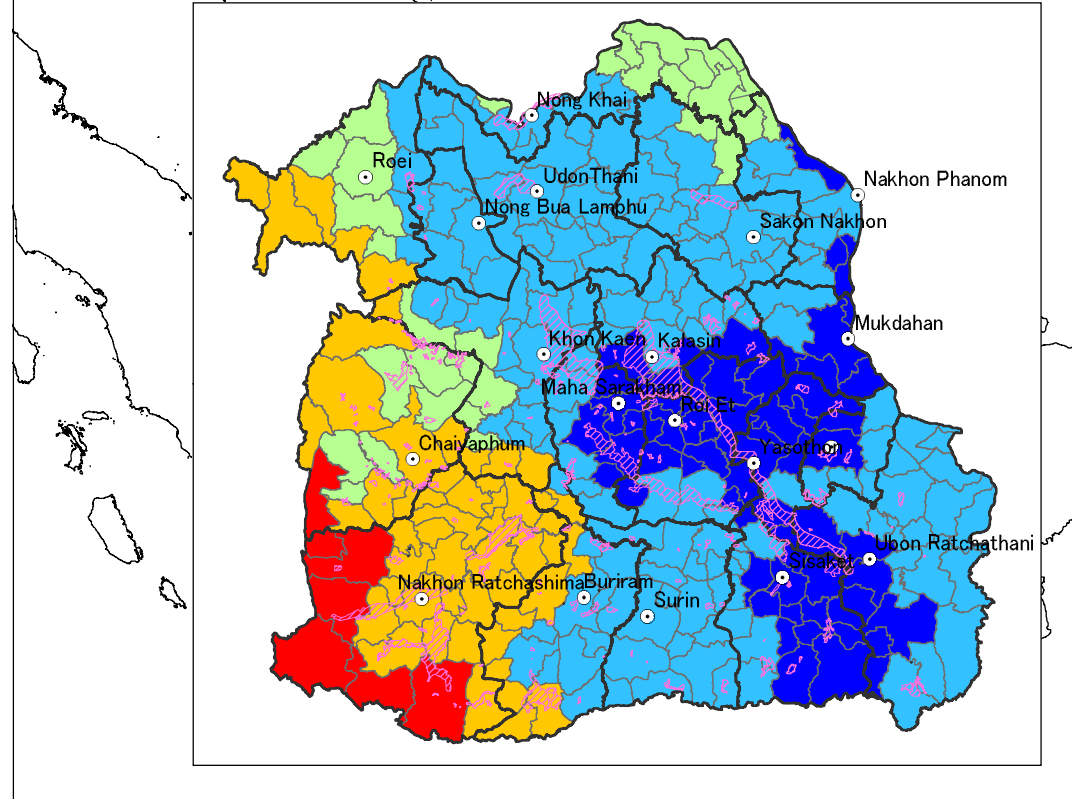 Nong Khai
Roei
UdonThani
Nakhon Phanom
Nong Bua Lamphu
Sakon Nakhon
Mukdahan
Khon Kaen
Kalasin
Maha Sarakham
Roi Et
Chaiyaphum
Yasothon
Ubon Ratchathani
Sisaket
Nakhon Ratchashima
Buriram
Surin